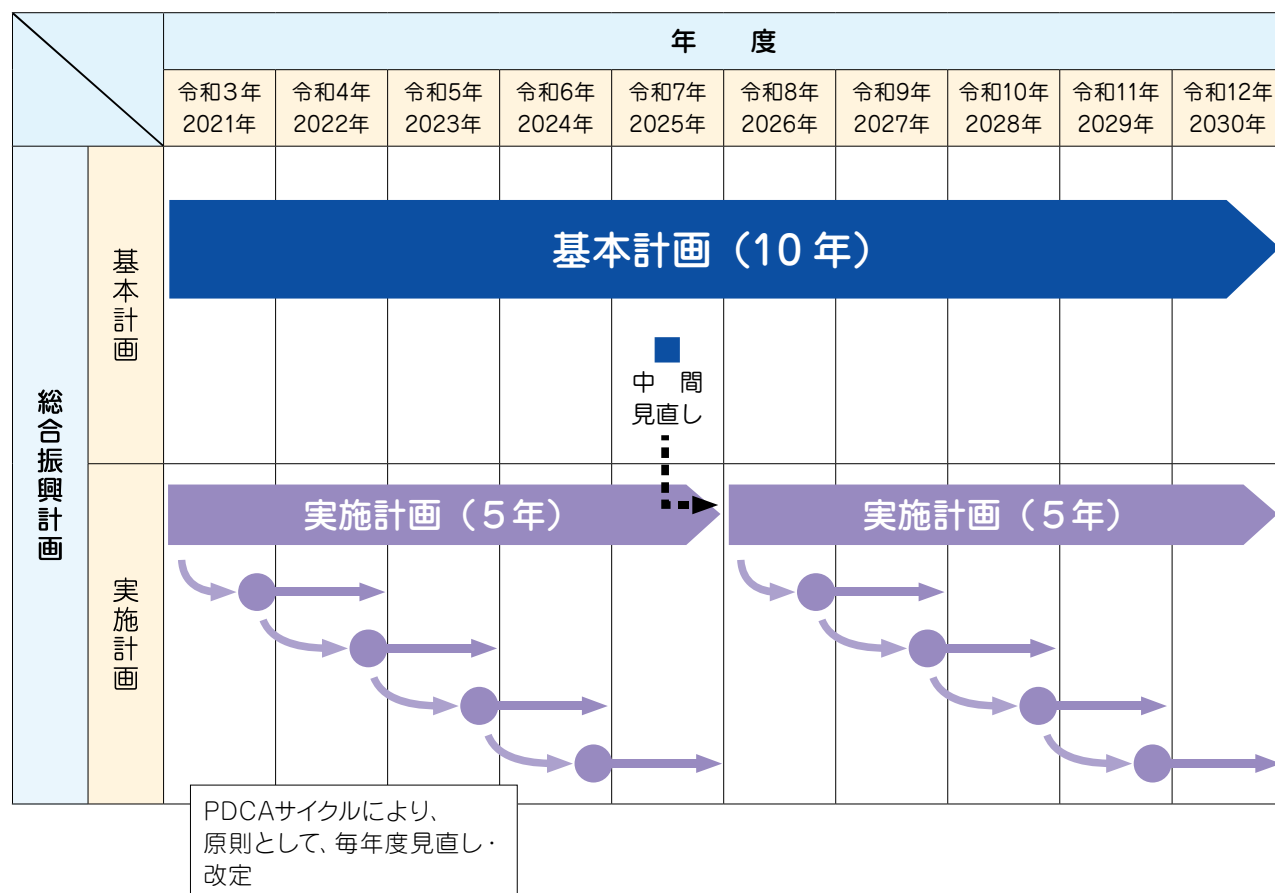 年　度
令和3年
2021年
令和4年
2022年
令和5年
2023年
令和6年
2024年
令和7年
2025年
令和8年
2026年
令和9年
2027年
令和10年
2028年
令和11年
2029年
令和12年
2030年
総合振興計画
基本計画
基本計画（10年）
中　間
見直し
実施計画
実施計画（5年）
実施計画（5年）
PDCAサイクルにより、
原則として、毎年度見直し・
改定